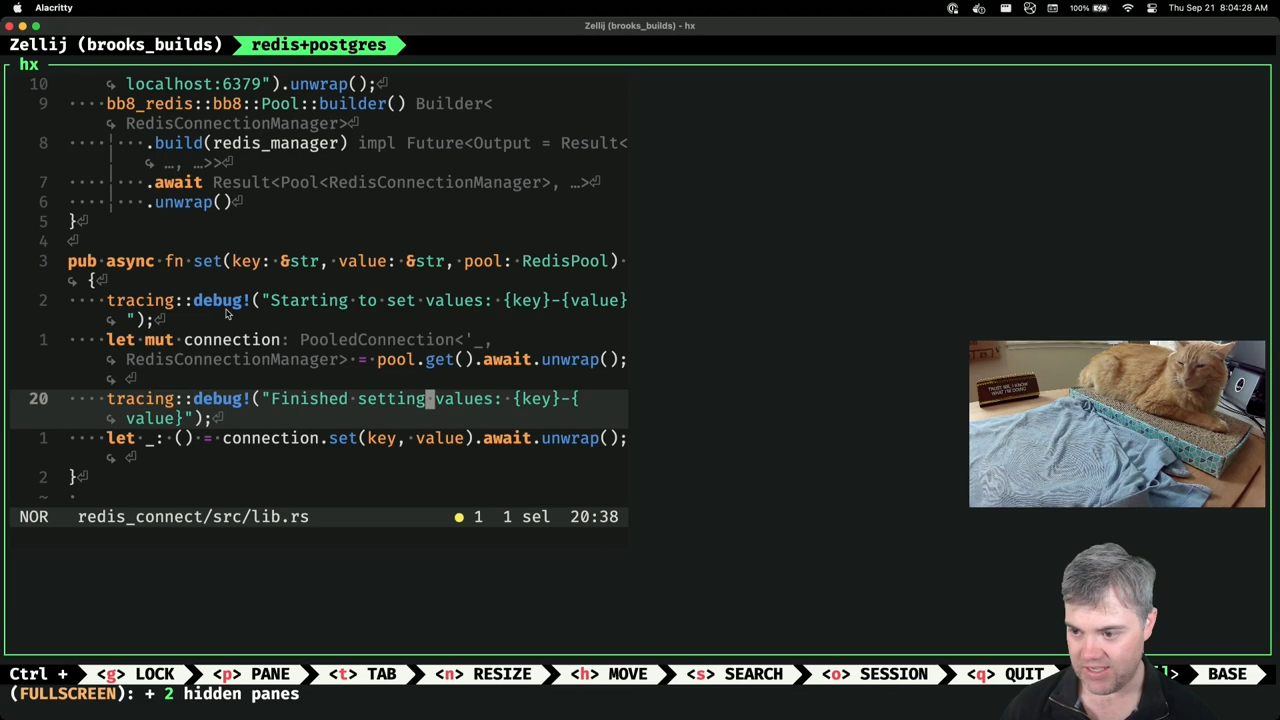 Alacritty 100% Thu Sep 21 8:04:28 AM
Zellij (brooks_builds) - hx
Zellij (brooks_builds) redis+postgres
hx
10 ↪ localhost:6379").unwrap();⏎
9 ····bb8_redis::bb8::Pool::builder() Builder<
↪ RedisConnectionManager>⏎
8 ····¦···.build(redis_manager) impl Future<Output = Result<
↪ …, …>>⏎
7 ····¦···.await Result<Pool<RedisConnectionManager>, …>⏎
6 ····¦···.unwrap()⏎
5 }⏎
4 ⏎
3 pub·async·fn·set(key:·&str,·value:·&str,·pool:·RedisPool)·
↪ {⏎
2 ····tracing::debug!("Starting·to·set·values:·{key}-{value}
↪ ");⏎
1 ····let·mut·connection: PooledConnection<'_,
↪ RedisConnectionManager>·=·pool.get().await.unwrap();
↪ ⏎
20 ····tracing::debug!("Finished·setting·values:·{key}-{
↪ value}");⏎
1 ····let·_:·()·=·connection.set(key,·value).await.unwrap();
↪ ⏎
2 }⏎
~ ·
NOR redis_connect/src/lib.rs ● 1 1 sel 20:38
TRUST ME, I KNOW
WHAT I'M DOING
Ctrl + <g> LOCK <p> PANE <t> TAB <n> RESIZE <h> MOVE <s> SEARCH <o> SESSION <q> QUIT BASE
(FULLSCREEN): + 2 hidden panes